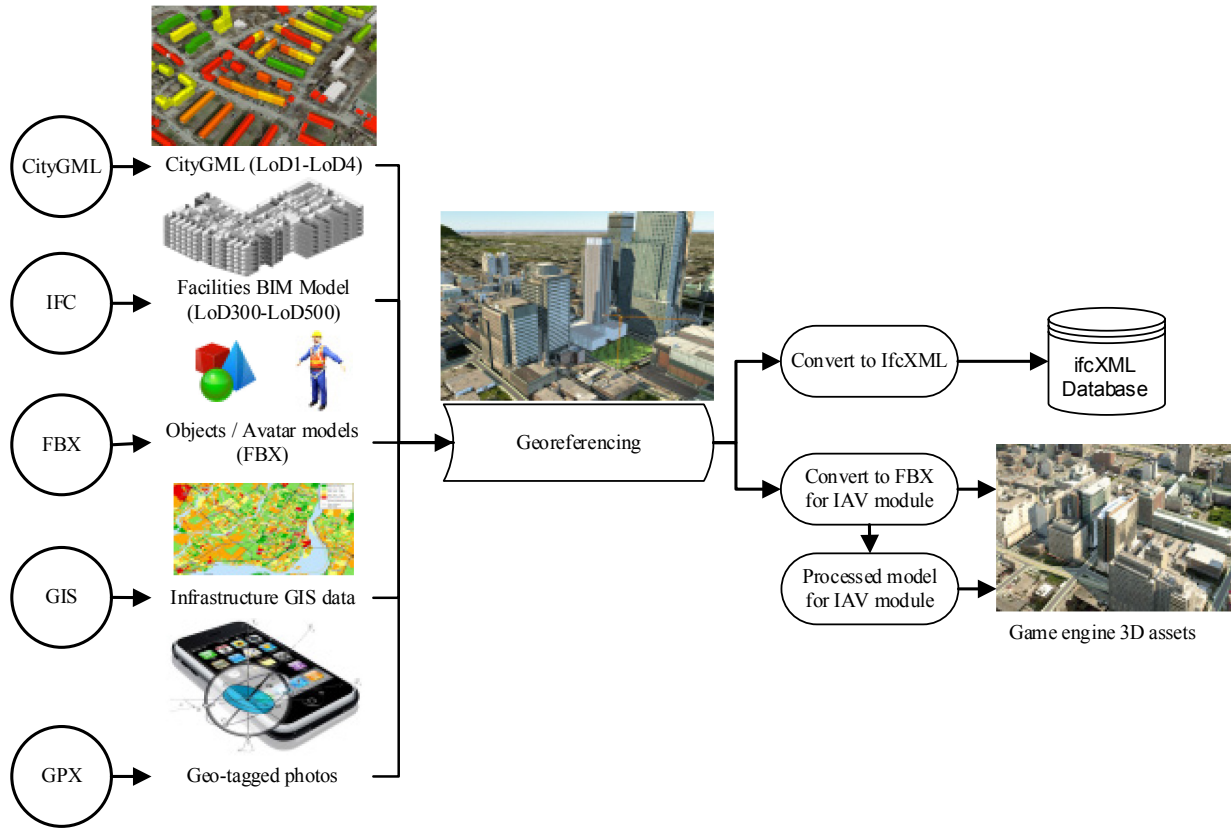 CityGML
CityGML (LoD1-LoD4)
IFC
Facilities BIM Model
(LoD300-LoD500)
FBX
Objects / Avatar models
(FBX)
GIS
Infrastructure GIS data
GPX
Geo-tagged photos
Georeferencing
Convert to IfcXML
ifcXML
Database
Convert to FBX
for IAV module
Processed model
for IAV module
Game engine 3D assets